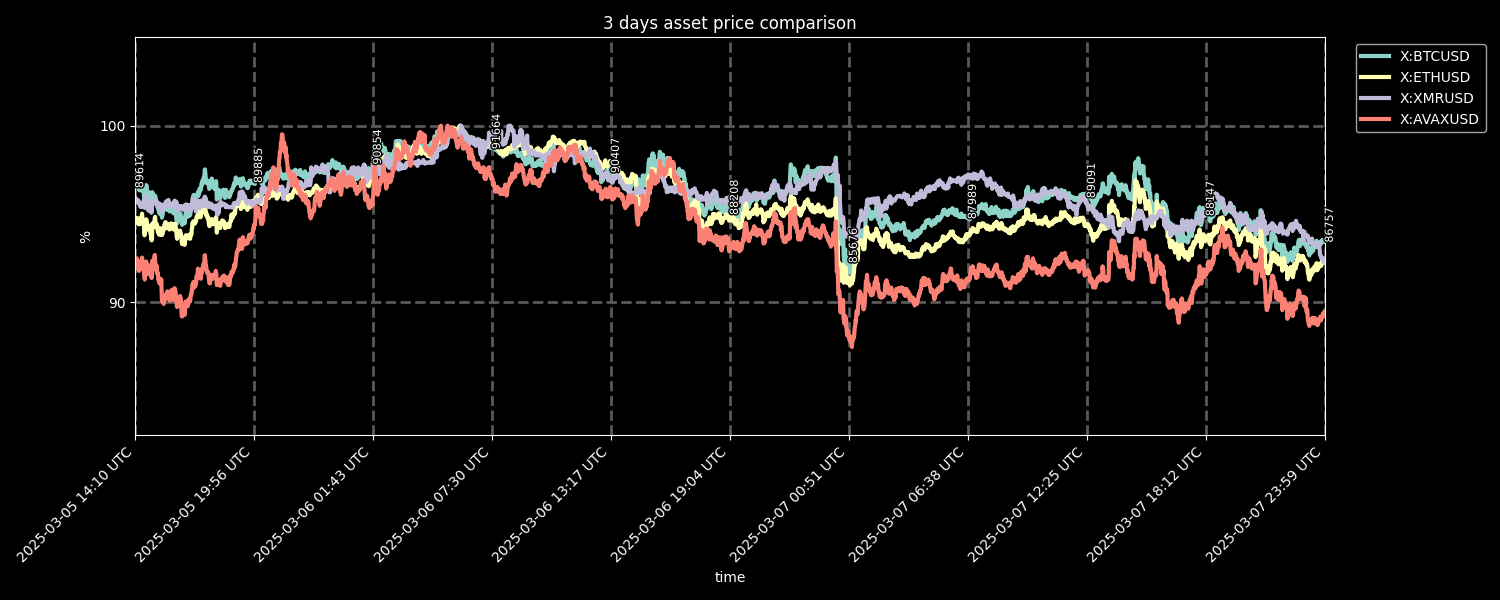 3 days asset price comparison
X:BTCUSD
X:ETHUSD
X:XMRUSD
X:AVAXUSD
100
90
%
89614
89885
90854
91664
90407
88208
85676
87989
89091
88147
86757
2025-03-05 14:10 UTC
2025-03-05 19:56 UTC
2025-03-06 01:43 UTC
2025-03-06 07:30 UTC
2025-03-06 13:17 UTC
2025-03-06 19:04 UTC
2025-03-07 00:51 UTC
2025-03-07 06:38 UTC
2025-03-07 12:25 UTC
2025-03-07 18:12 UTC
2025-03-07 23:59 UTC
time